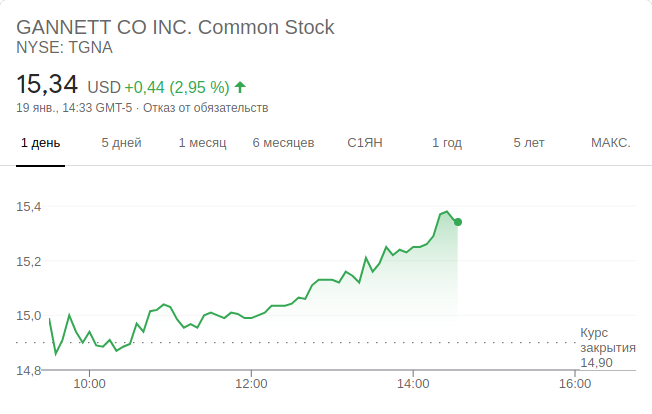 GANNETT CO INC. Common Stock
NYSE: TGNA
15,34 USD +0,44 (2,95 %)
19 янв., 14:33 GMT-5 · Отказ от обязательств
1 день 5 дней 1 месяц 6 месяцев С1ЯН 1 год 5 лет МАКС.
15,4
15,2
15,0
Курс
закрытия
14,90
14,8
10:00 12:00 14:00 16:00